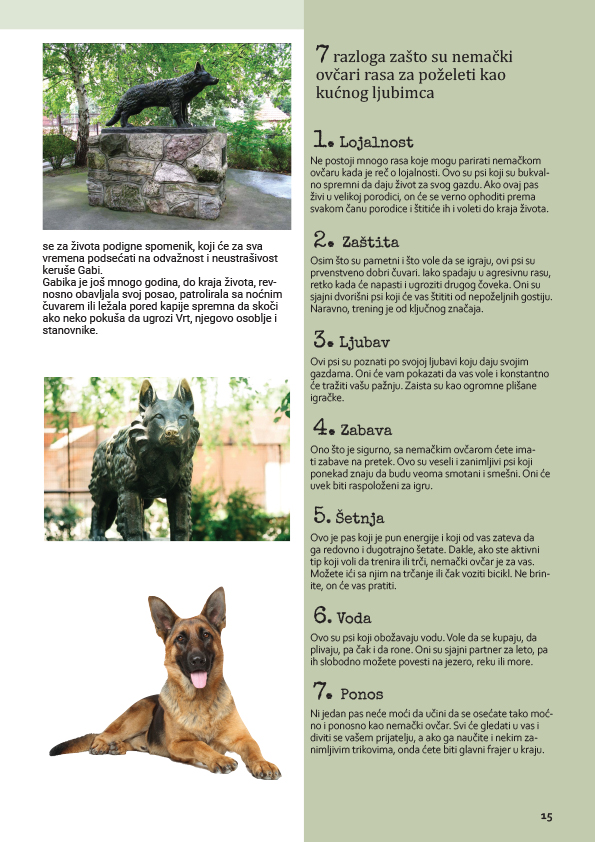 se za života podigne spomenik, koji će za sva
vremena podsećati na odvažnost i neustrašivost
keruše Gabi.
Gabika je još mnogo godina, do kraja života, rev-
nosno obavljala svoj posao, patrolirala sa noćnim
čuvarem ili ležala pored kapije spremna da skoči
ako neko pokuša da ugrozi Vrt, njegovo osoblje i
stanovnike.
7 razloga zašto su nemački
ovčari rasa za poželeti kao
kućnog ljubimca
1. Lojalnost
Ne postoji mnogo rasa koje mogu parirati nemačkom
ovčaru kada je reč o lojalnosti. Ovo su psi koji su bukval-
no spremni da daju život za svog gazdu. Ako ovaj pas
živi u velikoj porodici, on će se verno ophoditi prema
svakom čanu porodice i štitiće ih i voleti do kraja života.
2. Zaštita
Osim što su pametni i što vole da se igraju, ovi psi su
prvenstveno dobri čuvari. Iako spadaju u agresivnu rasu,
retko kada će napasti i ugroziti drugog čoveka. Oni su
sjajni dvorišni psi koji će vas štititi od nepoželjnih gostiju.
Naravno, trening je od ključnog značaja.
3. Ljubav
Ovi psi su poznati po svojoj ljubavi koju daju svojim
gazdama. Oni će vam pokazati da vas vole i konstantno
će tražiti vašu pažnju. Zaista su kao ogromne plišane
igračke.
4. Zabava
Ono što je sigurno, sa nemačkim ovčarom ćete ima-
ti zabave na pretek. Ovo su veseli i zanimljivi psi koji
ponekad znaju da budu veoma smotani i smešni. Oni će
uvek biti raspoloženi za igru.
5. Šetnja
Ovo je pas koji je pun energije i koji od vas zateva da
ga redovno i dugotrajno šetate. Dakle, ako ste aktivni
tip koji voli da trenira ili trči, nemački ovčar je za vas.
Možete ići sa njim na trčanje ili čak voziti bicikl. Ne brin-
ite, on će vas pratiti.
6. Voda
Ovo su psi koji obožavaju vodu. Vole da se kupaju, da
plivaju, pa čak i da rone. Oni su sjajni partner za leto, pa
ih slobodno možete povesti na jezero, reku ili more.
7. Ponos
Ni jedan pas neće moći da učini da se osećate tako moć-
no i ponosno kao nemački ovčar. Svi će gledati u vas i
diviti se vašem prijatelju, a ako ga naučite i nekim za-
nimljivim trikovima, onda ćete biti glavni frajer u kraju.
15